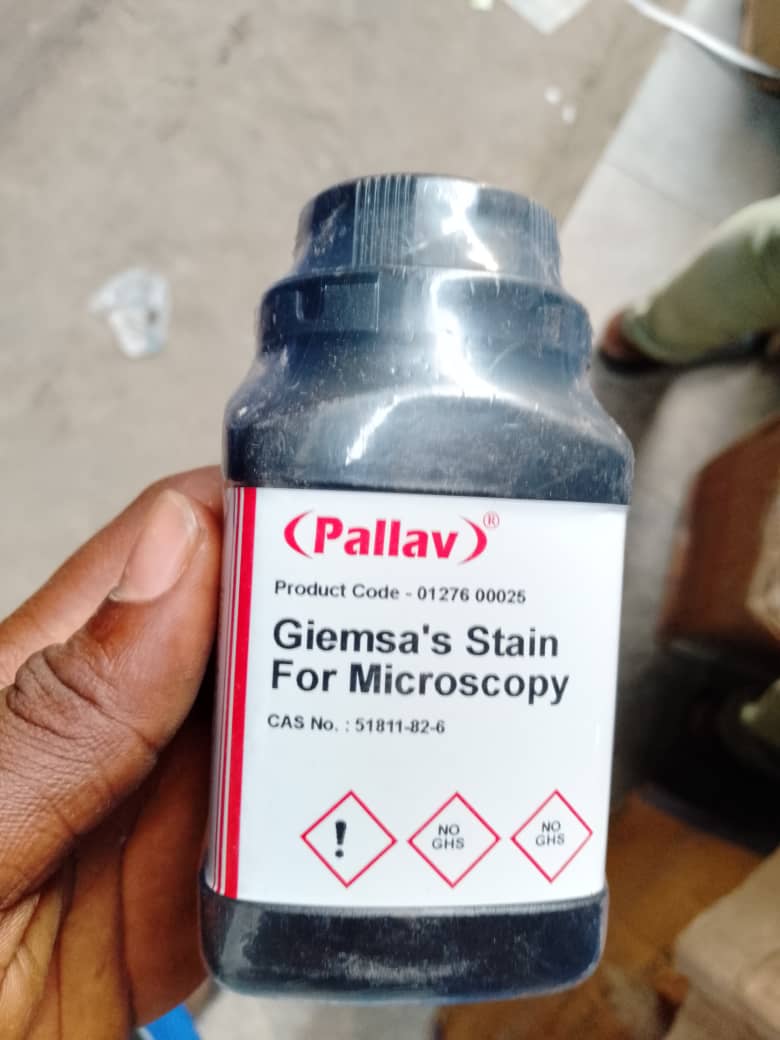 (Pallav)®
Product Code - 01276 00025
Giemsa's Stain
For Microscopy
CAS No. : 51811-82-6
!
NO
GHS
NO
GHS